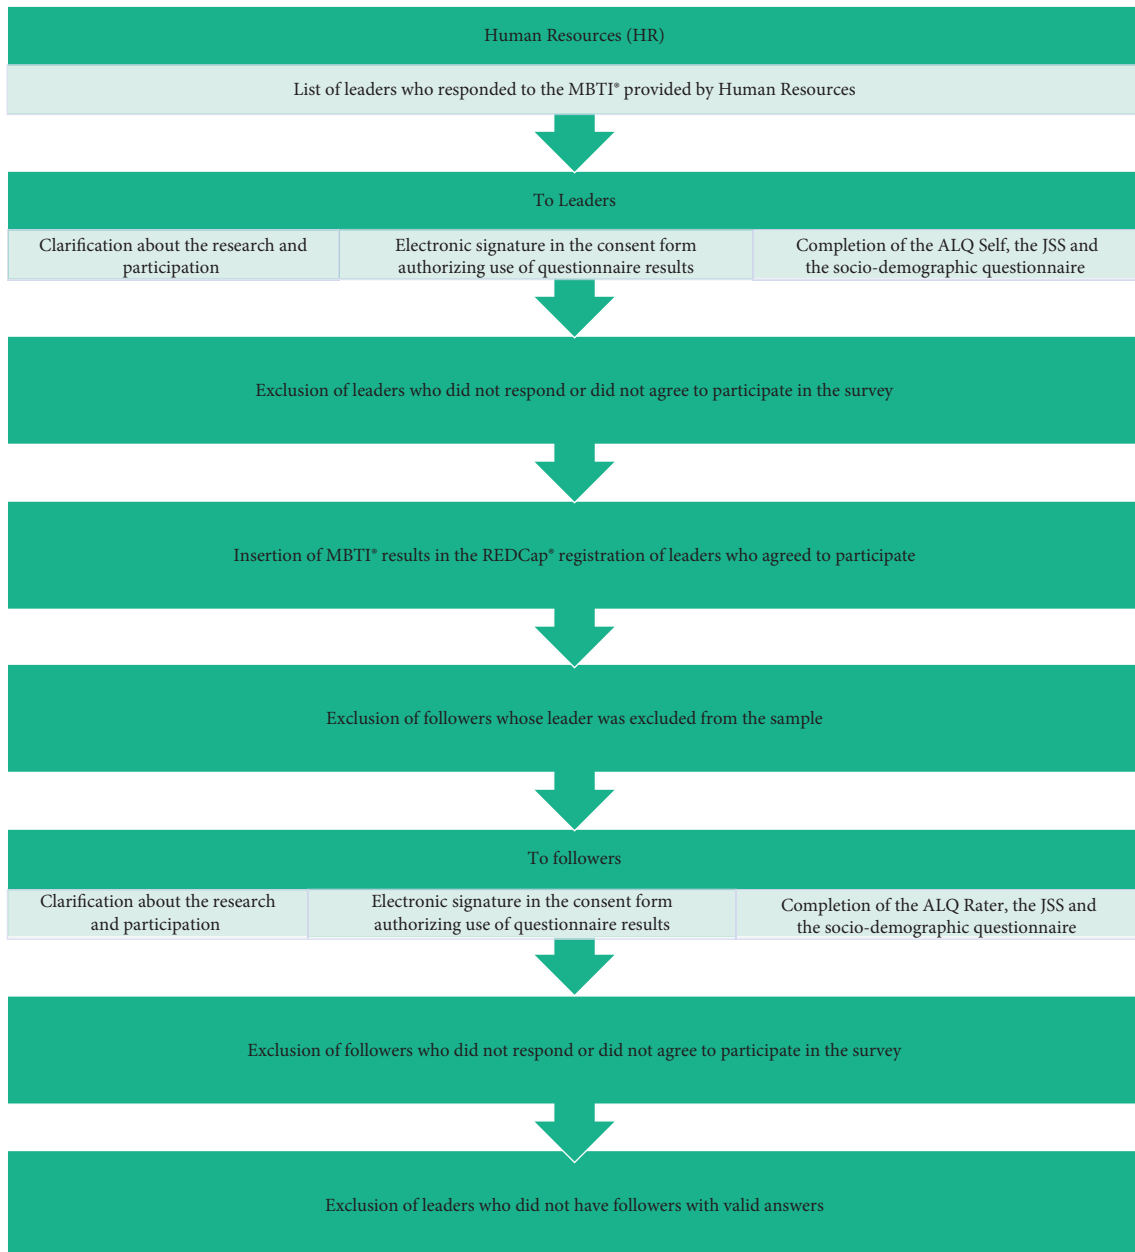 Human Resources (HR)
List of leaders who responded to the MBTI® provided by Human Resources
To Leaders
Clarification about the research and
participation
Electronic signature in the consent form
authorizing use of questionnaire results
Completion of the ALQ Self, the JSS and
the socio-demographic questionnaire
Exclusion of leaders who did not respond or did not agree to participate in the survey
Insertion of MBTI® results in the REDCap® registration of leaders who agreed to participate
Exclusion of followers whose leader was excluded from the sample
To followers
Clarification about the research
and participation
Electronic signature in the consent form
authorizing use of questionnaire results
Completion of the ALQ Rater, the JSS and
the socio-demographic questionnaire
Exclusion of followers who did not respond or did not agree to participate in the survey
Exclusion of leaders who did not have followers with valid answers